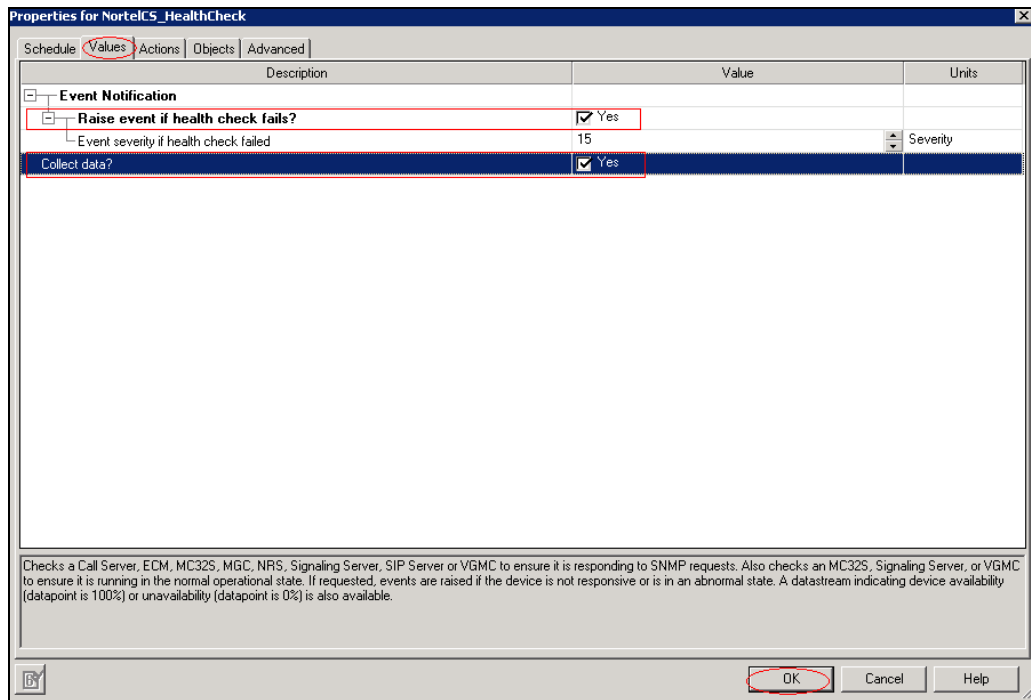 Properties for NortelCS_HealthCheck
Schedule Values Actions Objects Advanced
Description Value Units
Event Notification
Raise event if health check fails? Yes
Event severity if health check failed 15 Severity
Collect data? Yes
Checks a Call Server, ECM, MC32S, MGC, NRS, Signaling Server, SIP Server or VGMC to ensure it is responding to SNMP requests. Also checks an MC32S, Signaling Server, or VGMC
to ensure it is running in the normal operational state. If requested, events are raised if the device is not responsive or is in an abnormal state. A datastream indicating device availability
(datapoint is 100%) or unavailability (datapoint is 0%) is also available.
OK Cancel Help